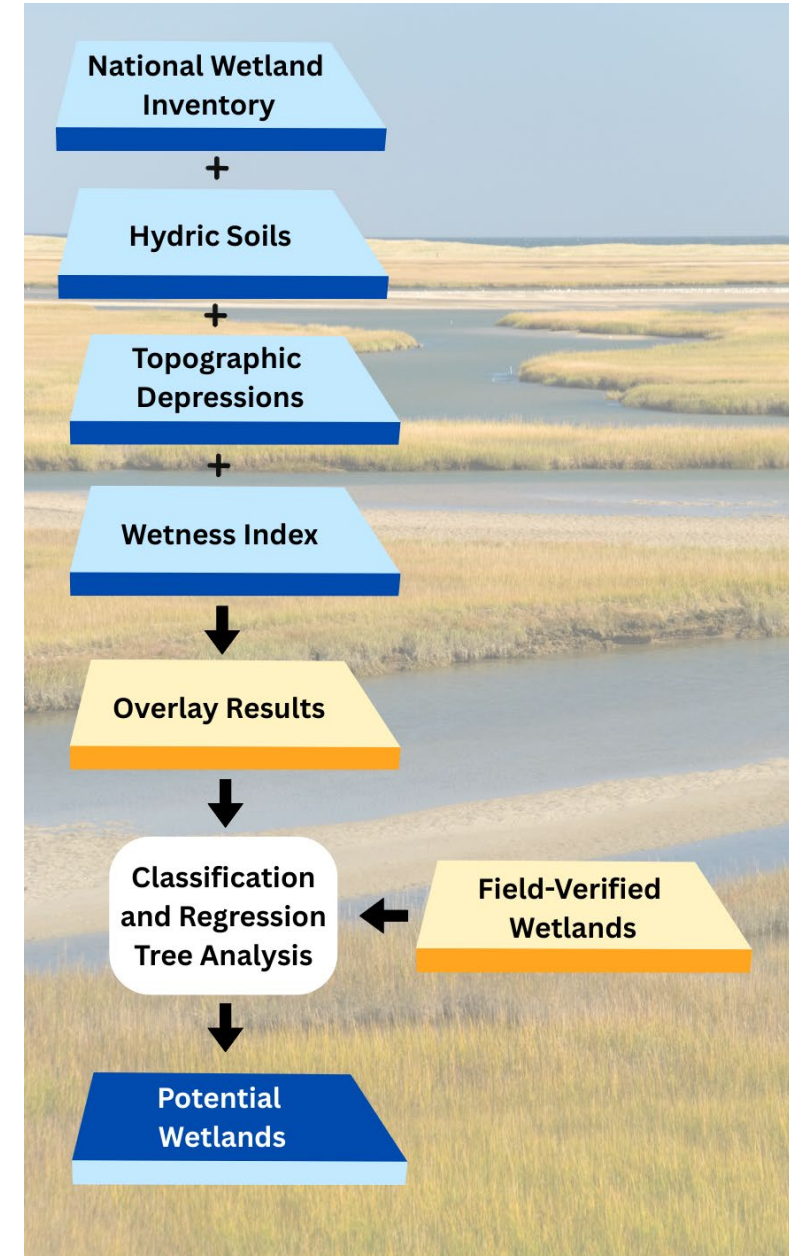 National Wetland
Inventory
+
Hydric Soils
+
Topographic
Depressions
+
Wetness Index
Overlay Results
Classification
and Regression
Tree Analysis
Field-Verified
Wetlands
Potential
Wetlands